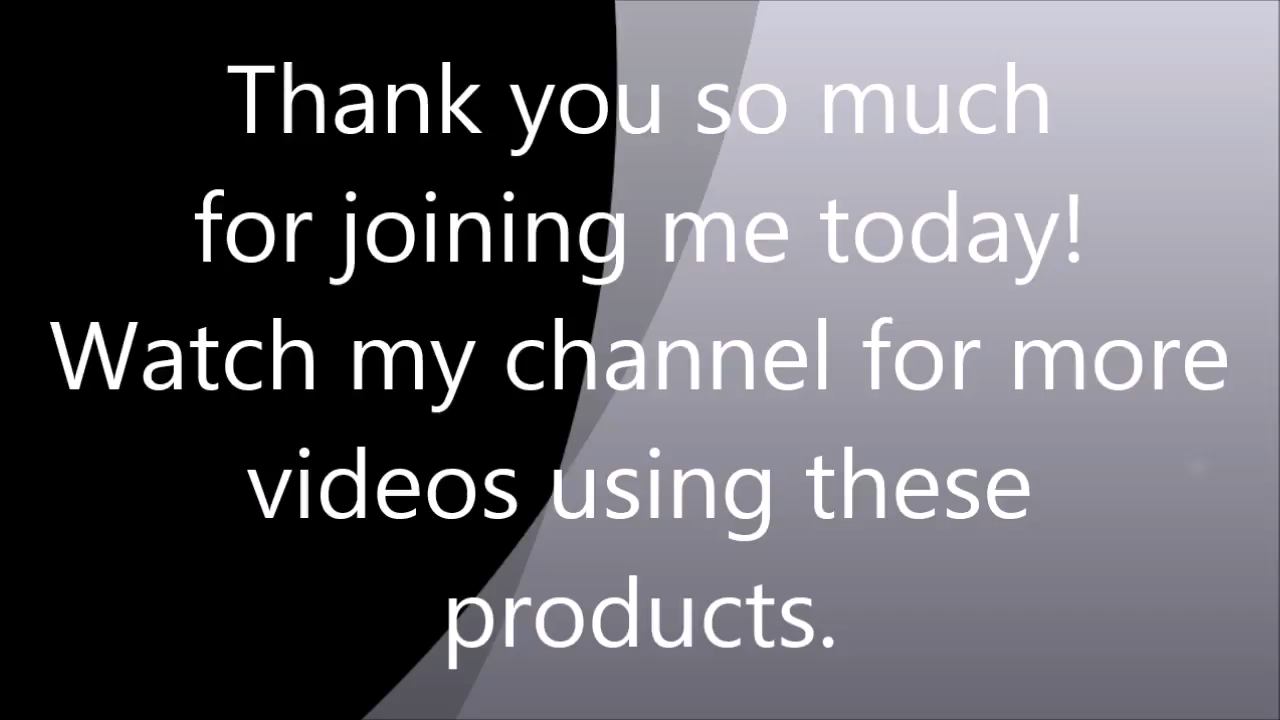 Thank you so much
for joining me today!
Watch my channel for more
videos using these
products.